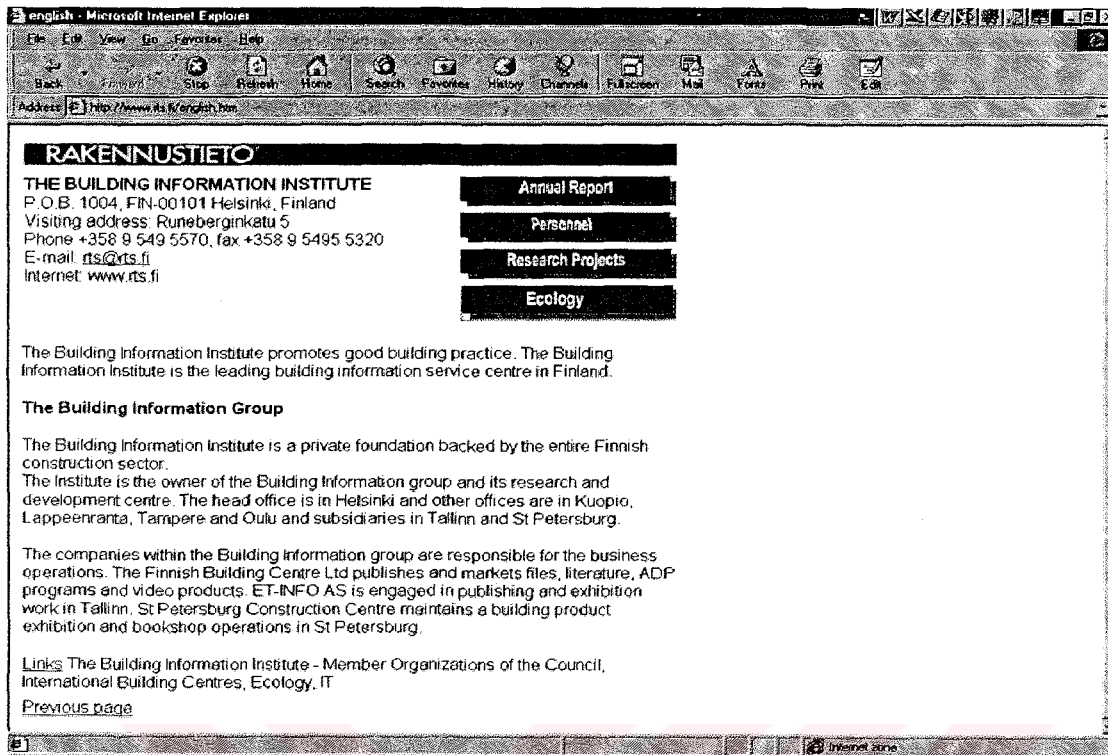 english - Microsoft Internet Explorer
File Edit View Go Favorites Help
Back Forward Stop Refresh Home Search Favorites History Channels Fullscreen Mail Fonts Print Edit
Address http://www.rts.fi/english.htm
RAKENNUSTIETO
THE BUILDING INFORMATION INSTITUTE
P.O.B. 1004, FIN-00101 Helsinki, Finland
Visiting address: Runeberginkatu 5
Phone +358 9 549 5570, fax +358 9 5495 5320
E-mail: rts@rts.fi
Internet: www.rts.fi
Annual Report
Personnel
Research Projects
Ecology
The Building Information Institute promotes good building practice. The Building
Information Institute is the leading building information service centre in Finland.
The Building Information Group
The Building Information Institute is a private foundation backed by the entire Finnish
construction sector.
The Institute is the owner of the Building Information group and its research and
development centre. The head office is in Helsinki and other offices are in Kuopio,
Lappeenranta, Tampere and Oulu and subsidiaries in Tallinn and St Petersburg.
The companies within the Building Information group are responsible for the business
operations. The Finnish Building Centre Ltd publishes and markets files, literature, ADP
programs and video products. ET-INFO AS is engaged in publishing and exhibition
work in Tallinn. St Petersburg Construction Centre maintains a building product
exhibition and bookshop operations in St Petersburg.
Links The Building Information Institute - Member Organizations of the Council,
International Building Centres, Ecology, IT
Previous page
Internet zone